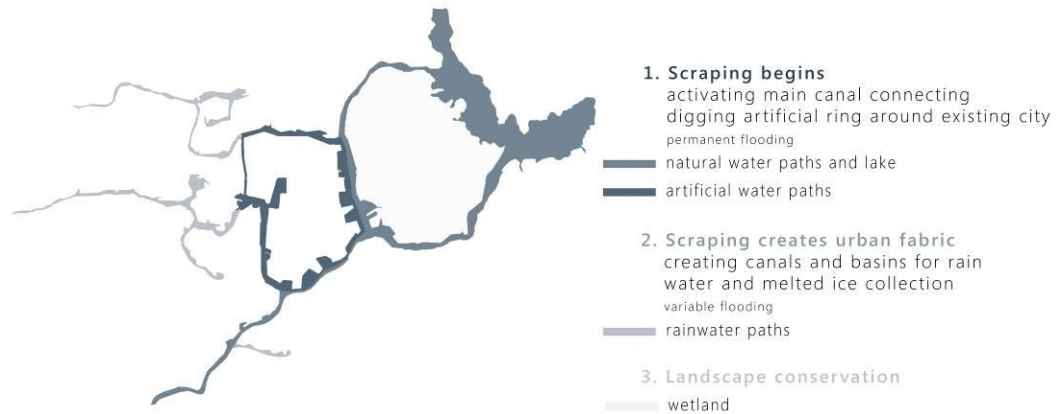 1. Scraping begins
activating main canal connecting
digging artificial ring around existing city
permanent flooding
natural water paths and lake
artificial water paths
2. Scraping creates urban fabric
creating canals and basins for rain
water and melted ice collection
variable flooding
rainwater paths
3. Landscape conservation
wetland